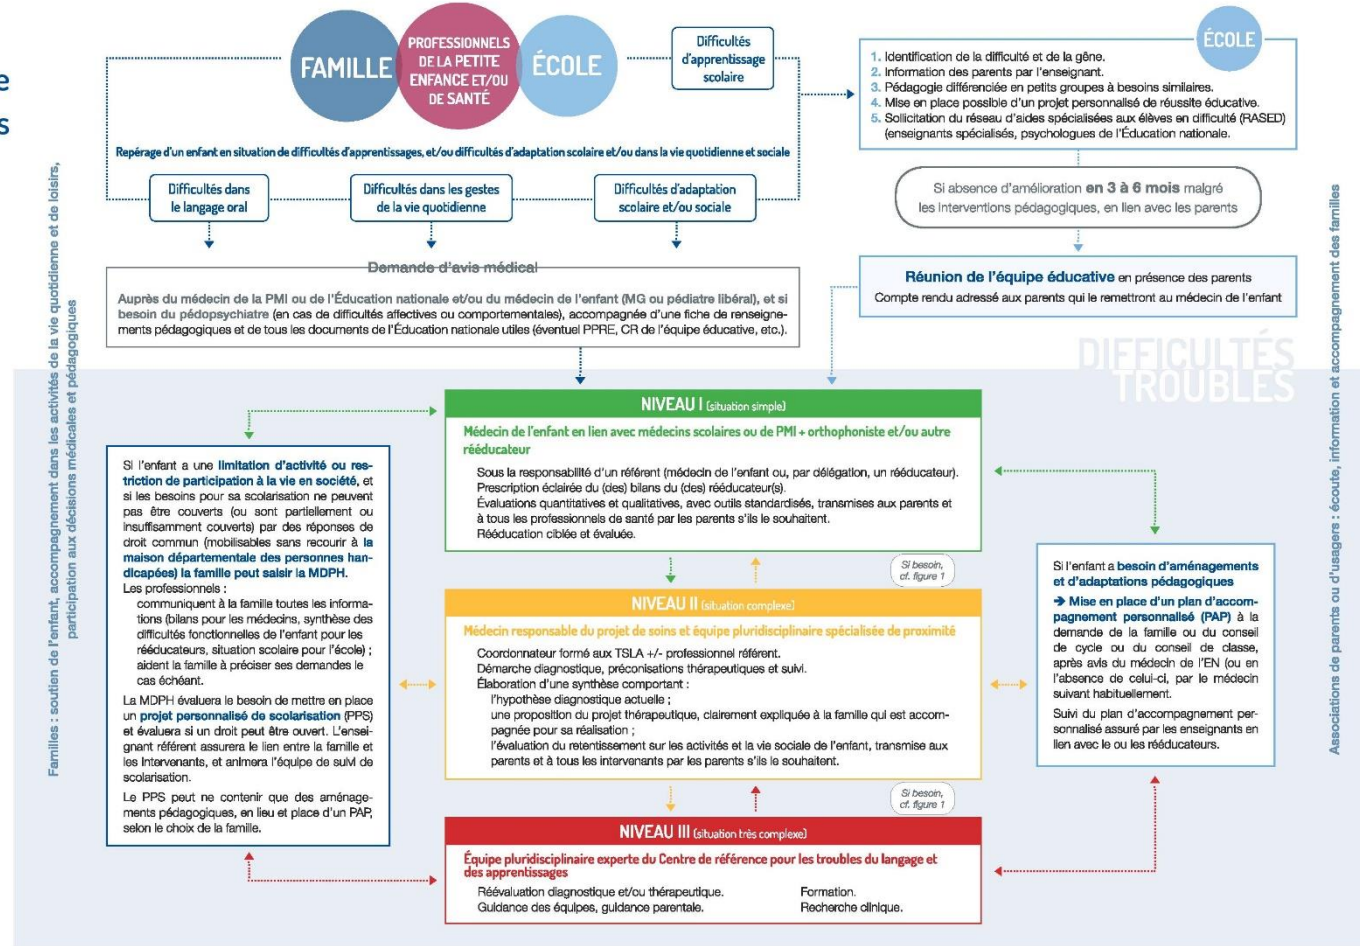 e
s
FAMILLE
PROFESSIONNELS
DE LA PETITE
ENFANCE ET/OU
DE SANTÉ
ÉCOLE
Difficultés
d'apprentissage
scolaire
ÉCOLE
1. Identification de la difficulté et de la gêne.
2. Information des parents par l'enseignant.
3. Pédagogie différenciée en petits groupes à besoins similaires.
4. Mise en place possible d'un projet personnalisé de réussite éducative.
5. Sollicitation du réseau d'aides spécialisées aux élèves en difficulté (RASED)
(enseignants spécialisés, psychologues de l'Éducation nationale.
Repérage d'un enfant en situation de difficultés d'apprentissages, et/ou difficultés d'adaptation scolaire et/ou dans la vie quotidienne et sociale
Difficultés dans
le langage oral
Difficultés dans les gestes
de la vie quotidienne
Difficultés d'adaptation
scolaire et/ou sociale
Si absence d'amélioration en 3 à 6 mois malgré
les interventions pédagogiques, en lien avec les parents
Demande d'avis médical
Auprès du médecin de la PMI ou de l'Éducation nationale et/ou du médecin de l'enfant (MG ou pédiatre libéral), et si
besoin du pédopsychiatre (en cas de difficultés affectives ou comportementales), accompagnée d'une fiche de renseigne-
ments pédagogiques et de tous les documents de l'Éducation nationale utiles (éventuel PPRE, CR de l'équipe éducative, etc.).
Réunion de l'équipe éducative en présence des parents
Compte rendu adressé aux parents qui le remettront au médecin de l'enfant
DIFFICULTÉS
TROUBLES
Familles : soutien de l'enfant, accompagnement dans les activités de la vie quotidienne et de loisirs,
participation aux décisions médicales et pédagogiques
Associations de parents ou d'usagers : écoute, information et accompagnement des familles
NIVEAU I (situation simple)
Médecin de l'enfant en lien avec médecins scolaires ou de PMI + orthophoniste et/ou autre
rééducateur
Sous la responsabilité d'un référent (médecin de l'enfant ou, par délégation, un rééducateur).
Prescription éclairée du (des) bilans du (des) rééducateur(s).
Évaluations quantitatives et qualitatives, avec outils standardisés, transmises aux parents et
à tous les professionnels de santé par les parents s'ils le souhaitent.
Rééducation ciblée et évaluée.
Si besoin,
cf. figure 1
NIVEAU II (situation complexe)
Médecin responsable du projet de soins et équipe pluridisciplinaire spécialisée de proximité
Coordonnateur formé aux TSLA +/- professionnel référent.
Démarche diagnostique, préconisations thérapeutiques et suivi.
Élaboration d'une synthèse comportant :
l'hypothèse diagnostique actuelle ;
une proposition du projet thérapeutique, clairement expliquée à la famille qui est accom-
pagnée pour sa réalisation ;
l'évaluation du retentissement sur les activités et la vie sociale de l'enfant, transmise aux
parents et à tous les intervenants par les parents s'ils le souhaitent.
Si besoin,
cf. figure 1
NIVEAU III (situation très complexe)
Équipe pluridisciplinaire experte du Centre de référence pour les troubles du langage et
des apprentissages
Réévaluation diagnostique et/ou thérapeutique.
Guidance des équipes, guidance parentale.
Formation.
Recherche clinique.
Si l'enfant a une limitation d'activité ou res-
triction de participation à la vie en société, et
si les besoins pour sa scolarisation ne peuvent
pas être couverts (ou sont partiellement ou
insuffisamment couverts) par des réponses de
droit commun (mobilisables sans recourir à la
maison départementale des personnes han-
dicapées) la famille peut saisir la MDPH.
Les professionnels :
communiquent à la famille toutes les informa-
tions (bilans pour les médecins, synthèse des
difficultés fonctionnelles de l'enfant pour les
rééducateurs, situation scolaire pour l'école) ;
aident la famille à préciser ses demandes le
cas échéant.
La MDPH évaluera le besoin de mettre en place
un projet personnalisé de scolarisation (PPS)
et évaluera si un droit peut être ouvert. L'ensei-
gnant référent assurera le lien entre la famille et
les intervenants, et animera l'équipe de suivi de
scolarisation.
Le PPS peut ne contenir que des aménage-
ments pédagogiques, en lieu et place d'un PAP,
selon le choix de la famille.
Si l'enfant a besoin d'aménagements
et d'adaptations pédagogiques
➔ Mise en place d'un plan d'accom-
pagnement personnalisé (PAP) à la
demande de la famille ou du conseil
de cycle ou du conseil de classe,
après avis du médecin de l'EN (ou en
l'absence de celui-ci, par le médecin
suivant habituellement.
Suivi du plan d'accompagnement per-
sonnalisé assuré par les enseignants en
lien avec le ou les rééducateurs.